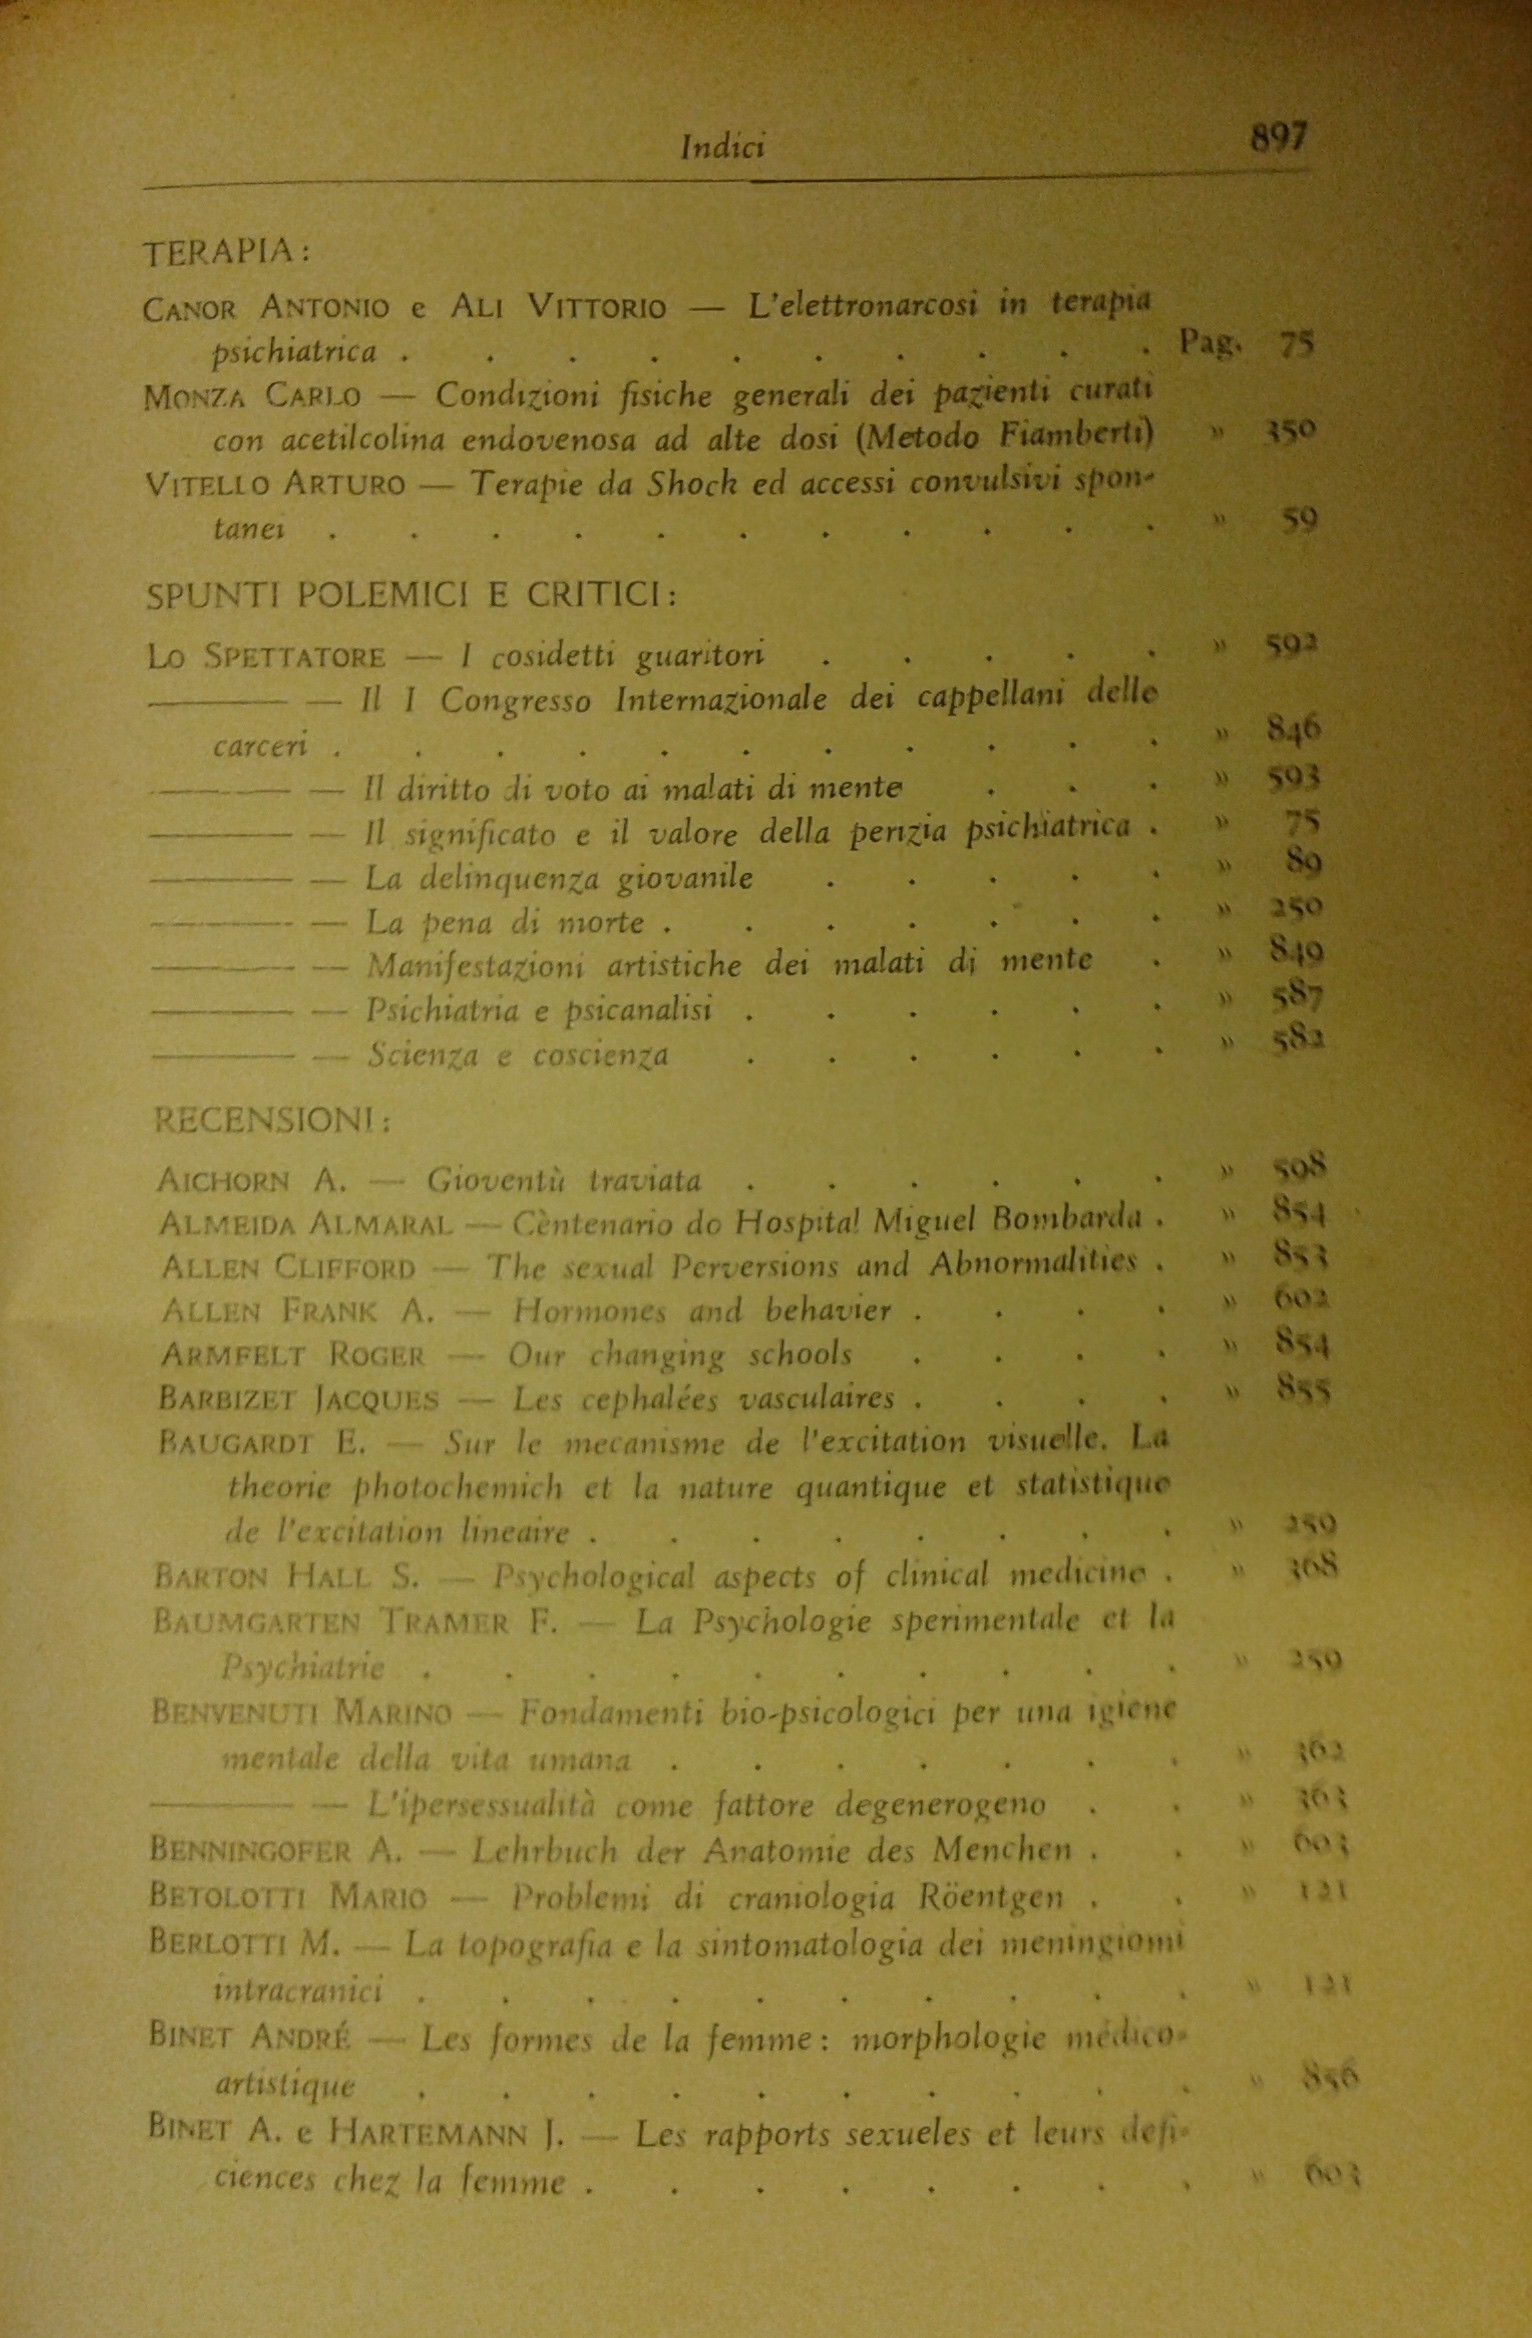 Indici 897
TERAPIA:
CANOR ANTONIO e ALI VITTORIO — L'elettronarcosi in terapia
psichiatrica . . . . . . . . . . Pag. 75
MONZA CARLO — Condizioni fisiche generali dei pazienti curati
con acetilcolina endovenosa ad alte dosi (Metodo Fiamberti) » 350
VITELLO ARTURO — Terapie da Shock ed accessi convulsivi spon-
tanei . . . . . . . . . . . » 59
SPUNTI POLEMICI E CRITICI:
LO SPETTATORE — I cosidetti guaritori . . . . . » 592
——— — Il I Congresso Internazionale dei cappellani delle
carceri . . . . . . . . . . . » 846
——— — Il diritto di voto ai malati di mente . . . » 593
——— — Il significato e il valore della perizia psichiatrica . » 75
——— — La delinquenza giovanile . . . . . » 89
——— — La pena di morte . . . . . . . » 250
——— — Manifestazioni artistiche dei malati di mente . » 849
——— — Psichiatria e psicanalisi . . . . . . » 587
——— — Scienza e coscienza . . . . . . » 582
RECENSIONI:
AICHORN A. — Gioventù traviata . . . . . . » 598
ALMEIDA ALMARAL — Cèntenario do Hospital Miguel Bombarda . » 854
ALLEN CLIFFORD — The sexual Perversions and Abnormalities . » 853
ALLEN FRANK A. — Hormones and behavier . . . . » 602
ARMFELT ROGER — Our changing schools . . . . » 854
BARBIZET JACQUES — Les cephalées vasculaires . . . . » 855
BAUGARDT E. — Sur le mecanisme de l'excitation visuelle. La
theorie photochemich et la nature quantique et statistique
de l'excitation lineaire . . . . . . . . »
BARTON HALL S. — Psychological aspects of clinical medicine . » 368
BAUMGARTEN TRAMER F. — La Psychologie sperimentale et la
Psychiatrie . . . . . . . . . . »
BENVENUTI MARINO — Fondamenti bio-psicologici per una igiene
mentale della vita umana . . . . . . . » 362
——— — L'ipersessualità come fattore degenerogeno . . » 363
BENNINGOFER A. — Lehrbuch der Anatomie des Menchen . . » 603
BETOLOTTI MARIO — Problemi di craniologia Röentgen . . » 121
BERLOTTI M. — La topografia e la sintomatologia dei meningiomi
intracranici . . . . . . . . . . » 121
BINET ANDRÉ — Les formes de la femme: morphologie médico-
artistique . . . . . . . . . . » 856
BINET A. e HARTEMANN J. — Les rapports sexueles et leurs defi-
ciences chez la femme . . . . . . . . » 603